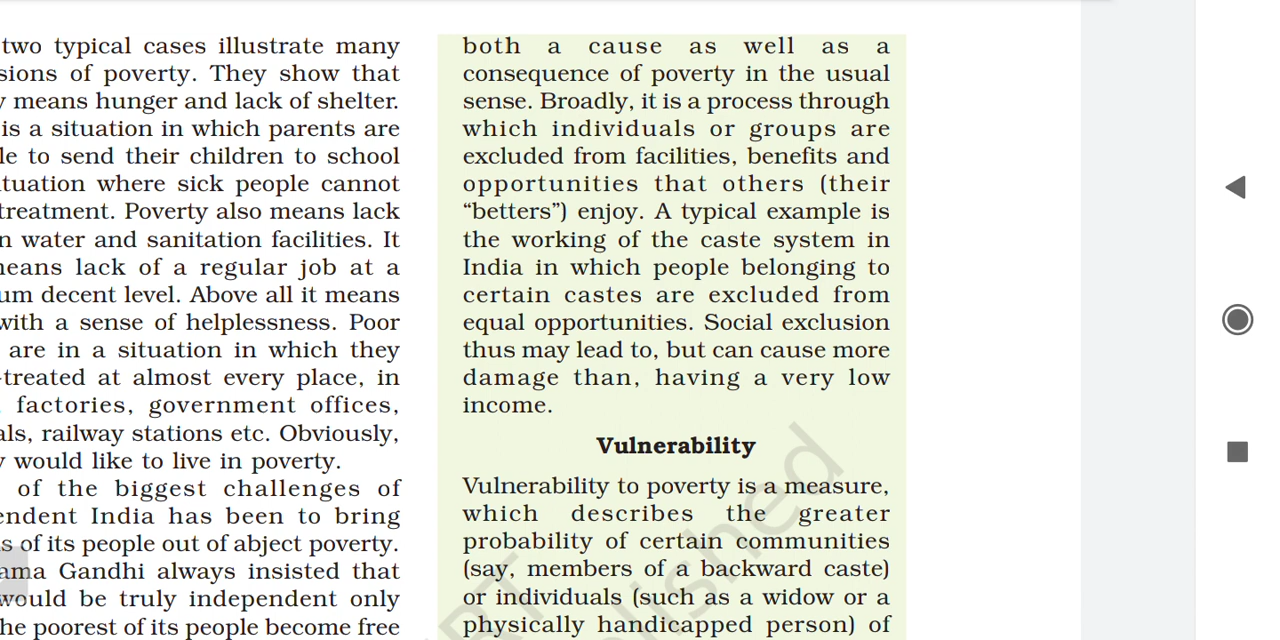 two typical cases illustrate many
sions of poverty. They show that
y means hunger and lack of shelter.
is a situation in which parents are
le to send their children to school
tuation where sick people cannot
treatment. Poverty also means lack
n water and sanitation facilities. It
eans lack of a regular job at a
um decent level. Above all it means
with a sense of helplessness. Poor
are in a situation in which they
-treated at almost every place, in
factories, government offices,
als, railway stations etc. Obviously,
y would like to live in poverty.
of the biggest challenges of
endent India has been to bring
s of its people out of abject poverty.
ama Gandhi always insisted that
would be truly independent only
he poorest of its people become free
both a cause as well as a
consequence of poverty in the usual
sense. Broadly, it is a process through
which individuals or groups are
excluded from facilities, benefits and
opportunities that others (their
“betters”) enjoy. A typical example is
the working of the caste system in
India in which people belonging to
certain castes are excluded from
equal opportunities. Social exclusion
thus may lead to, but can cause more
damage than, having a very low
income.
Vulnerability
Vulnerability to poverty is a measure,
which describes the greater
probability of certain communities
(say, members of a backward caste)
or individuals (such as a widow or a
physically handicapped person) of